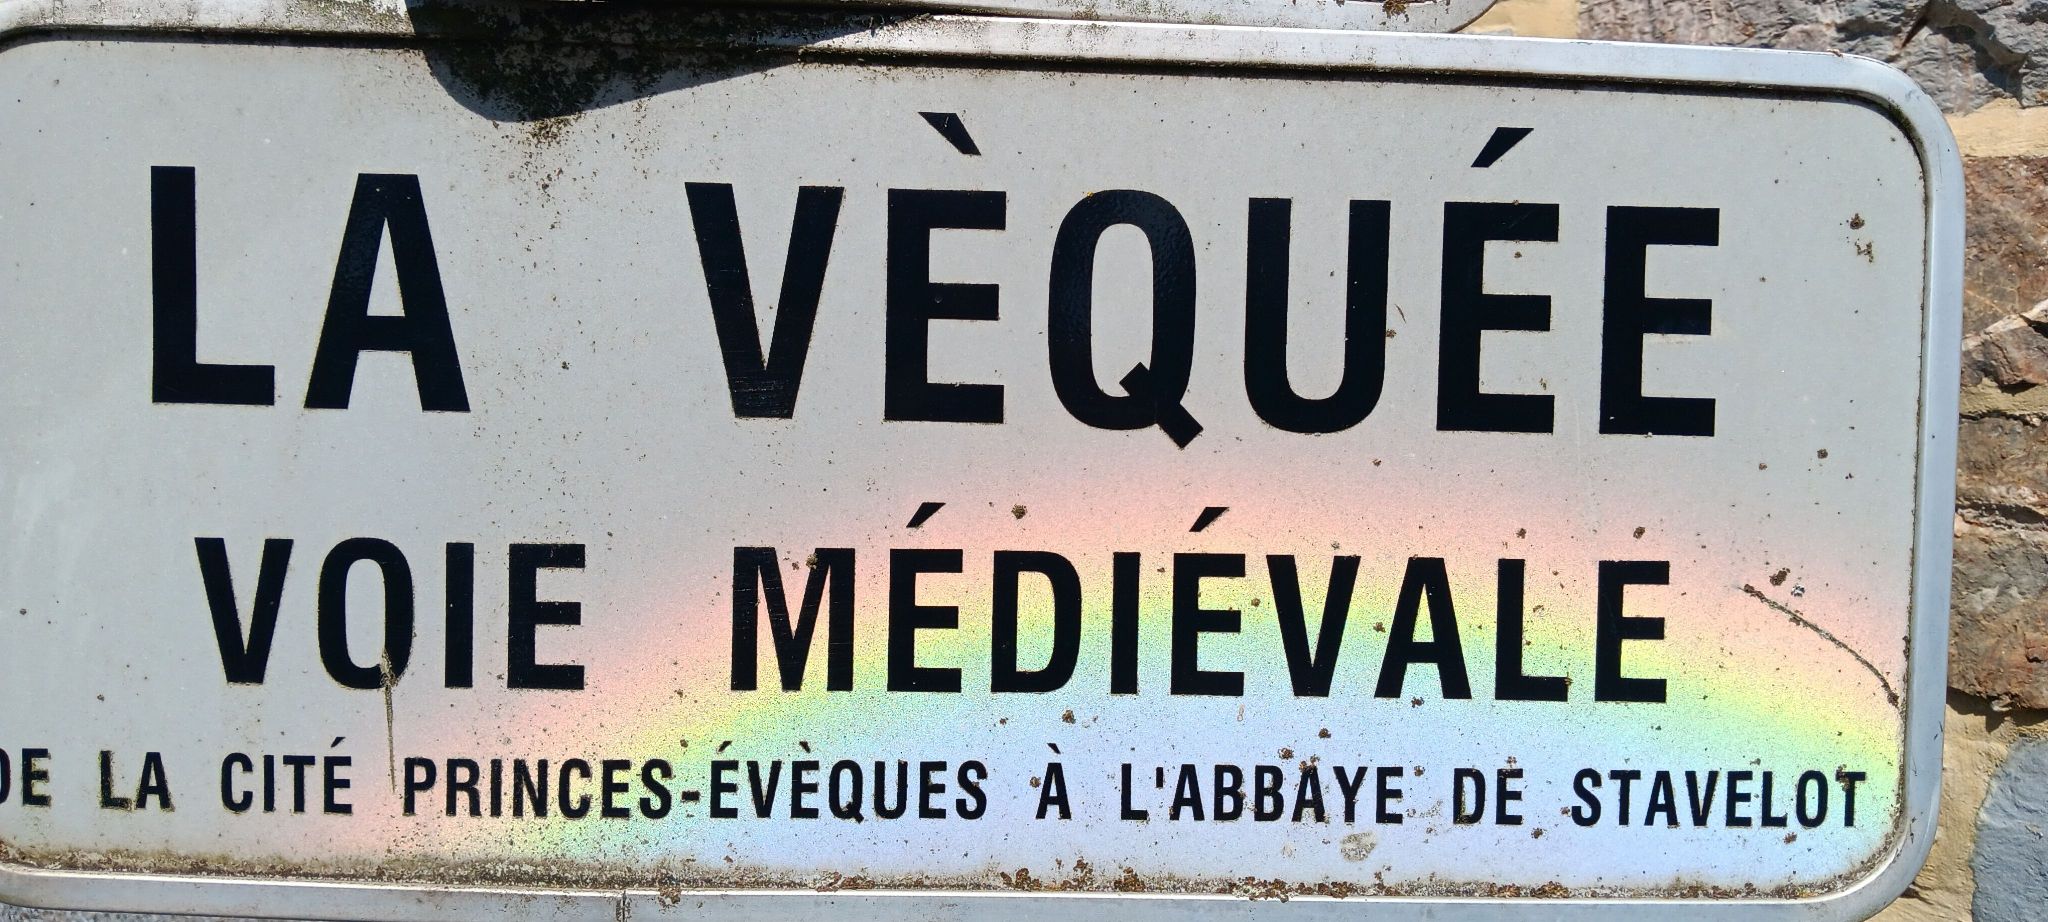 LA VÈQUÉE
VOIE MÉDIÉVALE
DE LA CITÉ PRINCES-ÉVÈQUES À L'ABBAYE DE STAVELOT